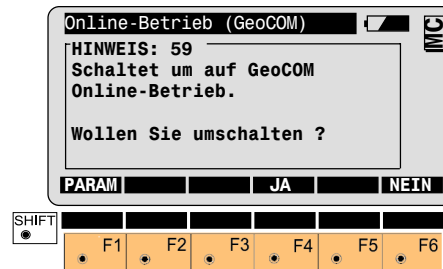 Online-Betrieb (GeoCOM)
MC
HINWEIS: 59
Schaltet um auf GeoCOM
Online-Betrieb.
Wollen Sie umschalten ?
PARAM JA NEIN
SHIFT
F1 F2 F3 F4 F5 F6